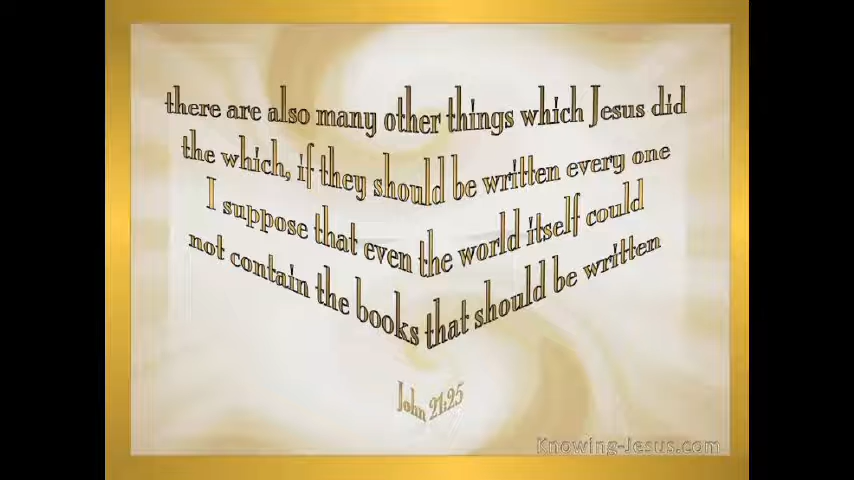 there are also many other things which Jesus did
the which, if they should be written every one
I suppose that even the world itself could
not contain the books that should be written
John 21:25
Knowing-Jesus.com